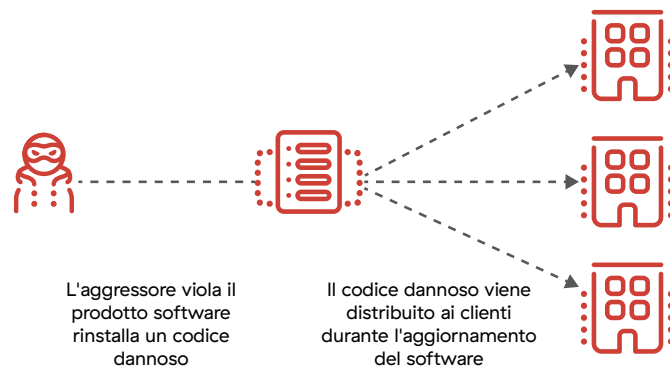 L'aggressore viola il
prodotto software
rinstalla un codice
dannoso
Il codice dannoso viene
distribuito ai clienti
durante l'aggiornamento
del software